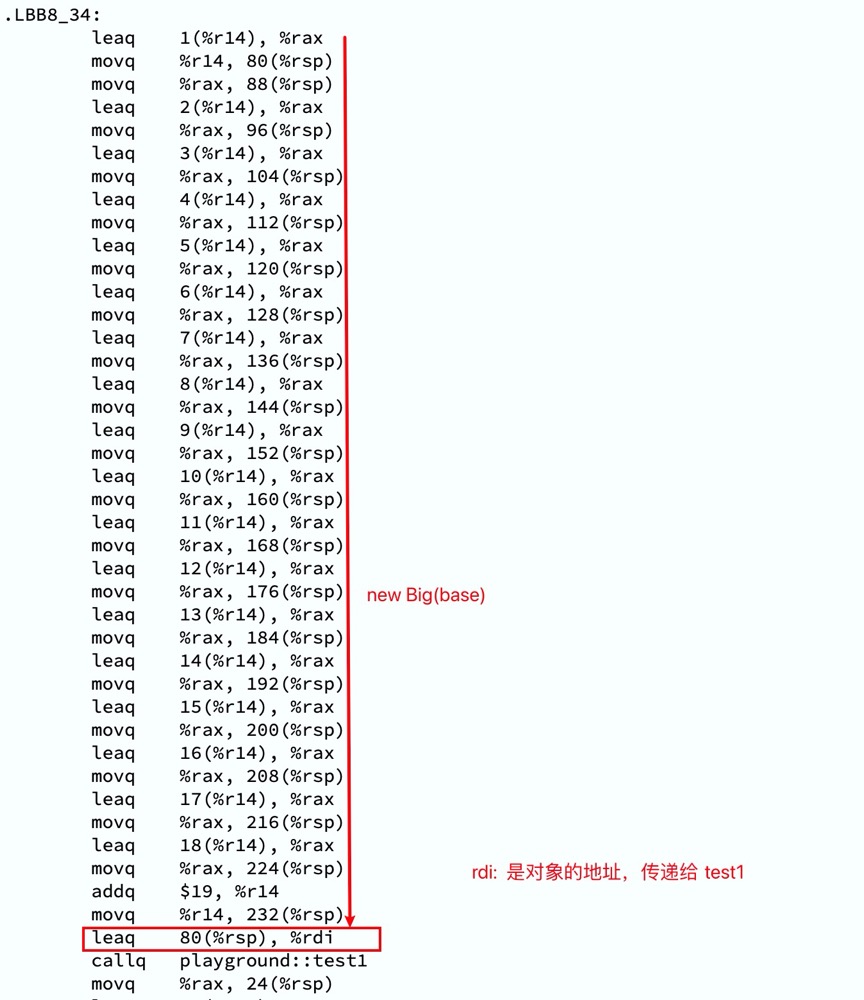 .LBB8_34:
leaq 1(%r14), %rax
movq %r14, 80(%rsp)
movq %rax, 88(%rsp)
leaq 2(%r14), %rax
movq %rax, 96(%rsp)
leaq 3(%r14), %rax
movq %rax, 104(%rsp)
leaq 4(%r14), %rax
movq %rax, 112(%rsp)
leaq 5(%r14), %rax
movq %rax, 120(%rsp)
leaq 6(%r14), %rax
movq %rax, 128(%rsp)
leaq 7(%r14), %rax
movq %rax, 136(%rsp)
leaq 8(%r14), %rax
movq %rax, 144(%rsp)
leaq 9(%r14), %rax
movq %rax, 152(%rsp)
leaq 10(%r14), %rax
movq %rax, 160(%rsp)
leaq 11(%r14), %rax
movq %rax, 168(%rsp)
leaq 12(%r14), %rax
movq %rax, 176(%rsp)
new Big(base)
leaq 13(%r14), %rax
movq %rax, 184(%rsp)
leaq 14(%r14), %rax
movq %rax, 192(%rsp)
leaq 15(%r14), %rax
movq %rax, 200(%rsp)
leaq 16(%r14), %rax
movq %rax, 208(%rsp)
leaq 17(%r14), %rax
movq %rax, 216(%rsp)
leaq 18(%r14), %rax
movq %rax, 224(%rsp)
rdi: 是对象的地址，传递给 test1
addq $19, %r14
movq %r14, 232(%rsp)
leaq 80(%rsp), %rdi
callq playground::test1
movq %rax, 24(%rsp)